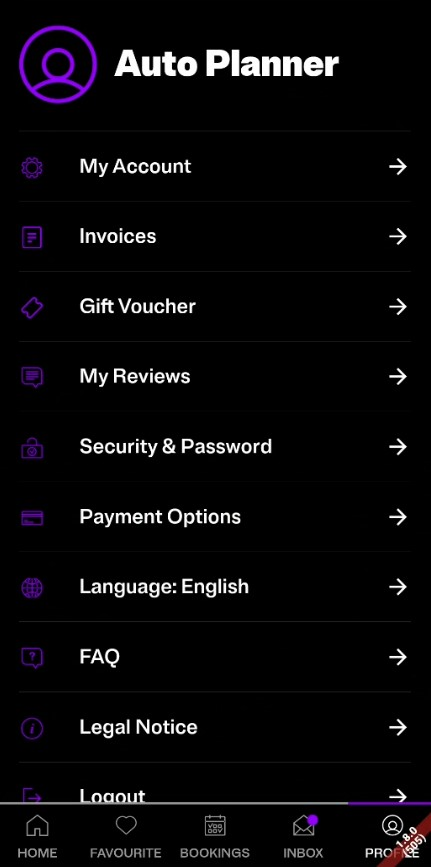 Auto Planner
My Account
Invoices
Gift Voucher
My Reviews
Security & Password
Payment Options
Language: English
FAQ
Legal Notice
Logout
HOME
FAVOURITE
BOOKINGS
INBOX
PROFILE
1.8.0
(505)